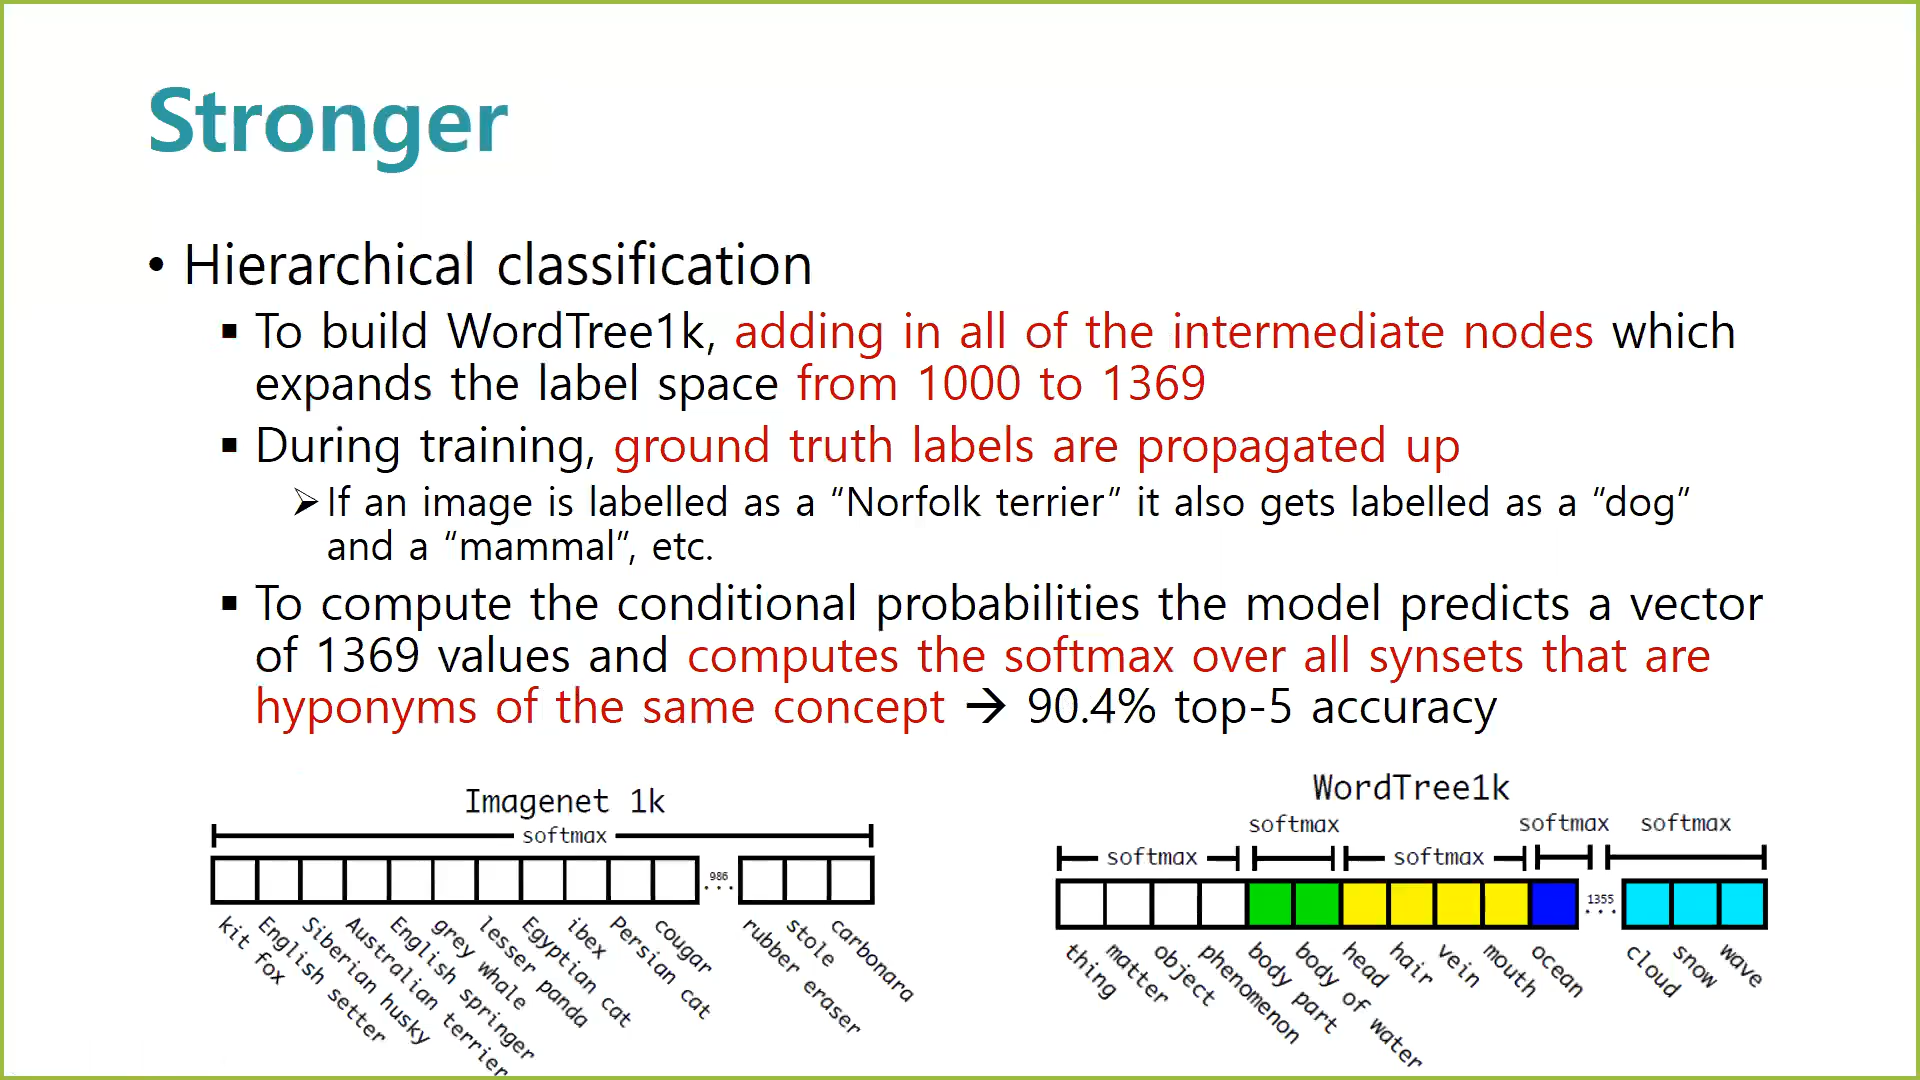 Stronger
• Hierarchical classification
▪ To build WordTree1k, adding in all of the intermediate nodes which
expands the label space from 1000 to 1369
▪ During training, ground truth labels are propagated up
➢ If an image is labelled as a “Norfolk terrier” it also gets labelled as a “dog”
and a “mammal”, etc.
▪ To compute the conditional probabilities the model predicts a vector
of 1369 values and computes the softmax over all synsets that are
hyponyms of the same concept → 90.4% top-5 accuracy
Imagenet 1k
softmax
986
kit fox
English setter
Siberian husky
Australian terrier
English springer
grey whale
lesser panda
Egyptian cat
ibex
Persian cat
cougar
rubber eraser
stole
carbonara
WordTree1k
softmax
softmax
softmax
softmax
softmax
1355
thing
matter
object
phenomenon
body part
body of water
head
hair
vein
mouth
ocean
cloud
snow
wave